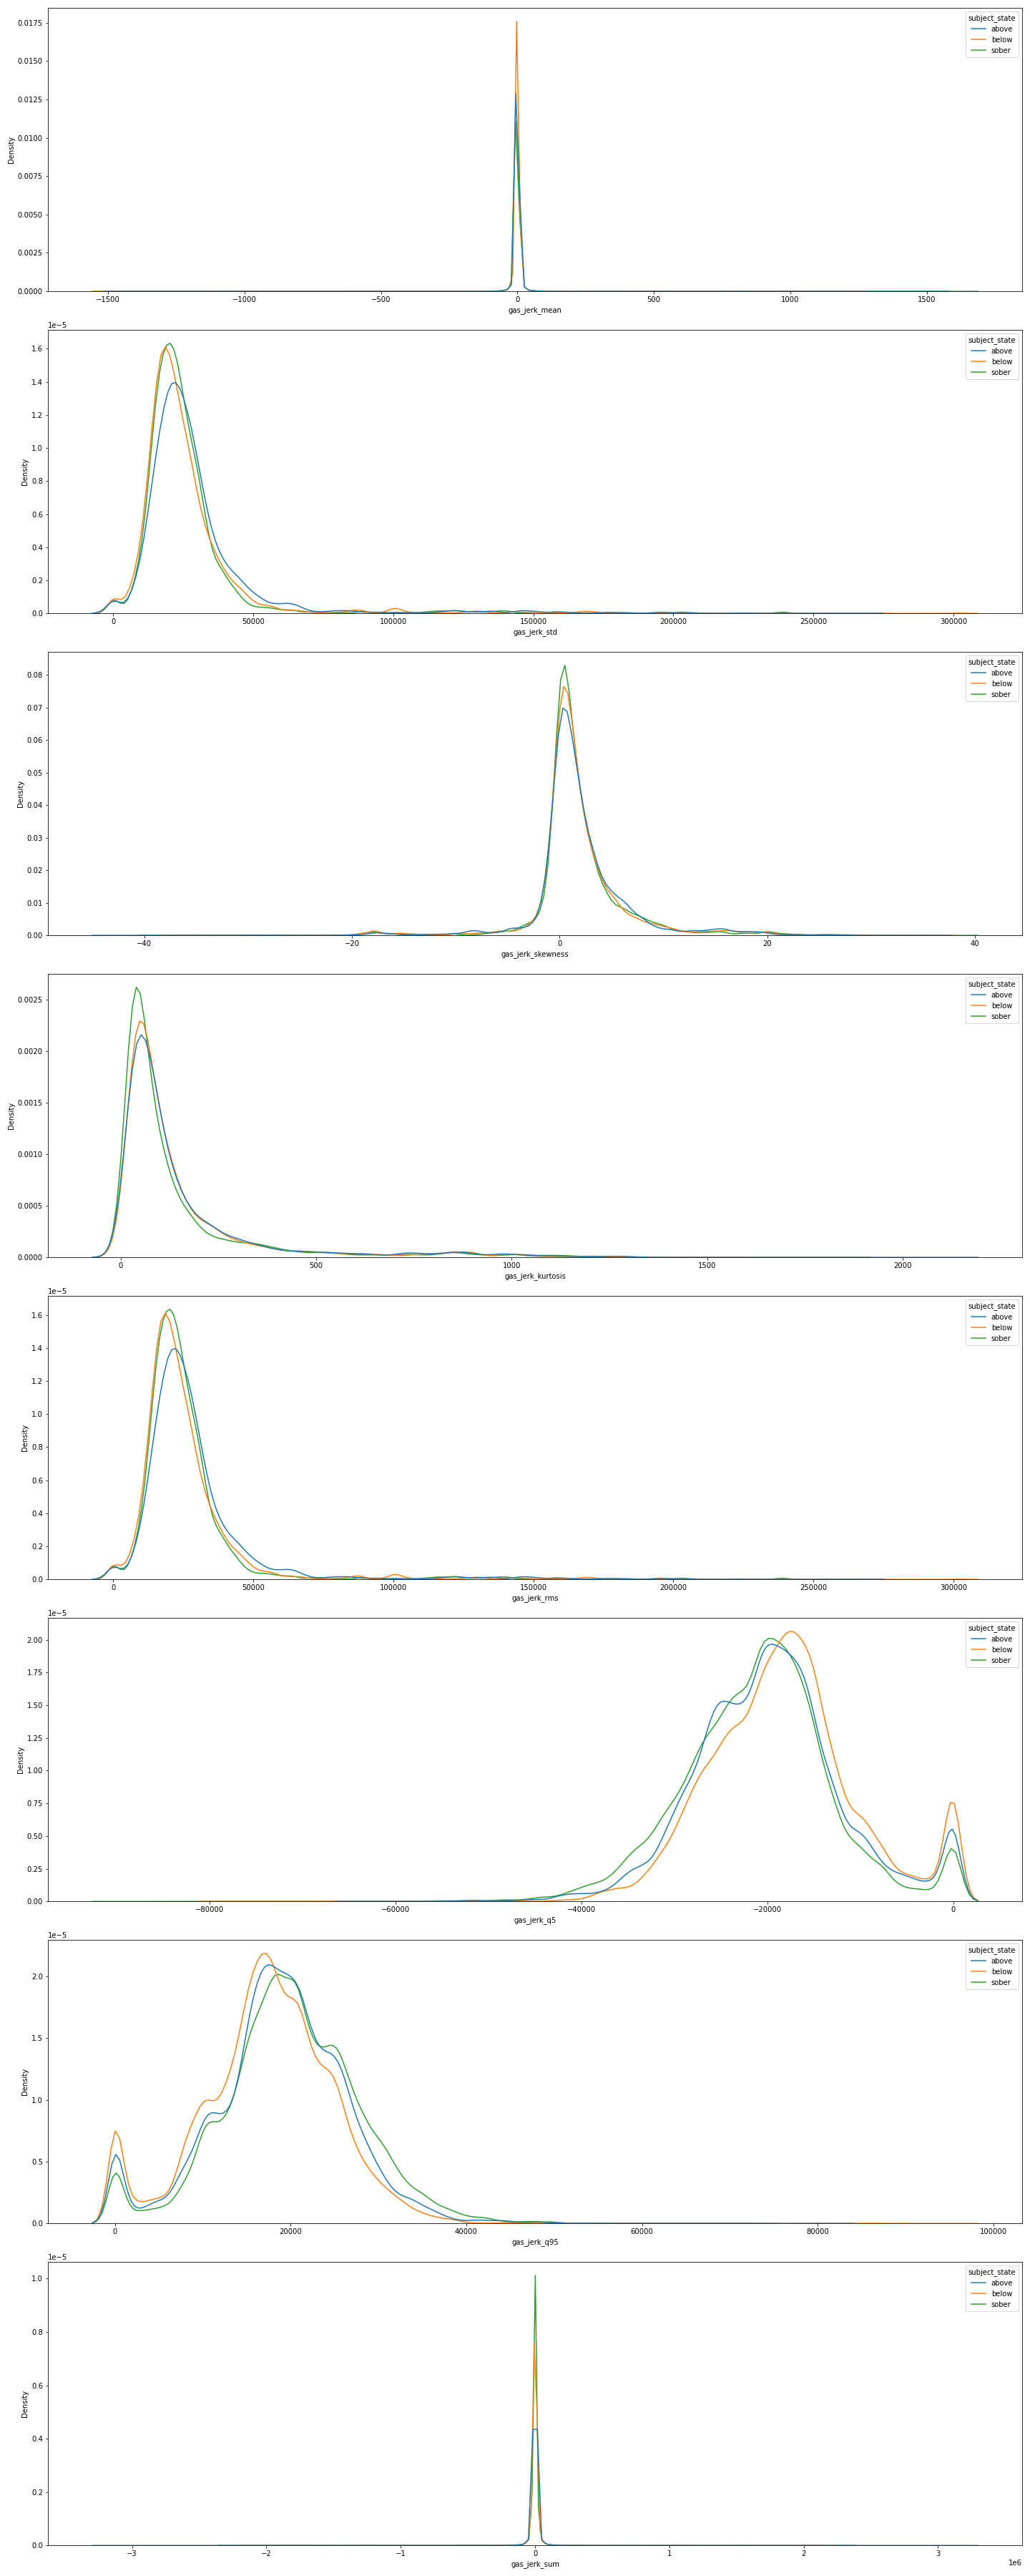 0.0175
0.0150
0.0125
0.0100
0.0075
0.0050
0.0025
0.0000
Density
−1500 −1000 −500 0 500 1000 1500
gas_jerk_mean
subject_state
above
below
sober
1e−5
1.6
1.4
1.2
1.0
0.8
0.6
0.4
0.2
0.0
Density
0 50000 100000 150000 200000 250000 300000
gas_jerk_std
subject_state
above
below
sober
0.08
0.07
0.06
0.05
0.04
0.03
0.02
0.01
0.00
Density
−40 −20 0 20 40
gas_jerk_skewness
subject_state
above
below
sober
0.0025
0.0020
0.0015
0.0010
0.0005
0.0000
Density
0 500 1000 1500 2000
gas_jerk_kurtosis
subject_state
above
below
sober
1e−5
1.6
1.4
1.2
1.0
0.8
0.6
0.4
0.2
0.0
Density
0 50000 100000 150000 200000 250000 300000
gas_jerk_rms
subject_state
above
below
sober
1e−5
2.00
1.75
1.50
1.25
1.00
0.75
0.50
0.25
0.00
Density
−80000 −60000 −40000 −20000 0
gas_jerk_q5
subject_state
above
below
sober
1e−5
2.0
1.5
1.0
0.5
0.0
Density
0 20000 40000 60000 80000 100000
gas_jerk_q95
subject_state
above
below
sober
1e−5
1.0
0.8
0.6
0.4
0.2
0.0
Density
−3 −2 −1 0 1 2 3
gas_jerk_sum
1e6
subject_state
above
below
sober